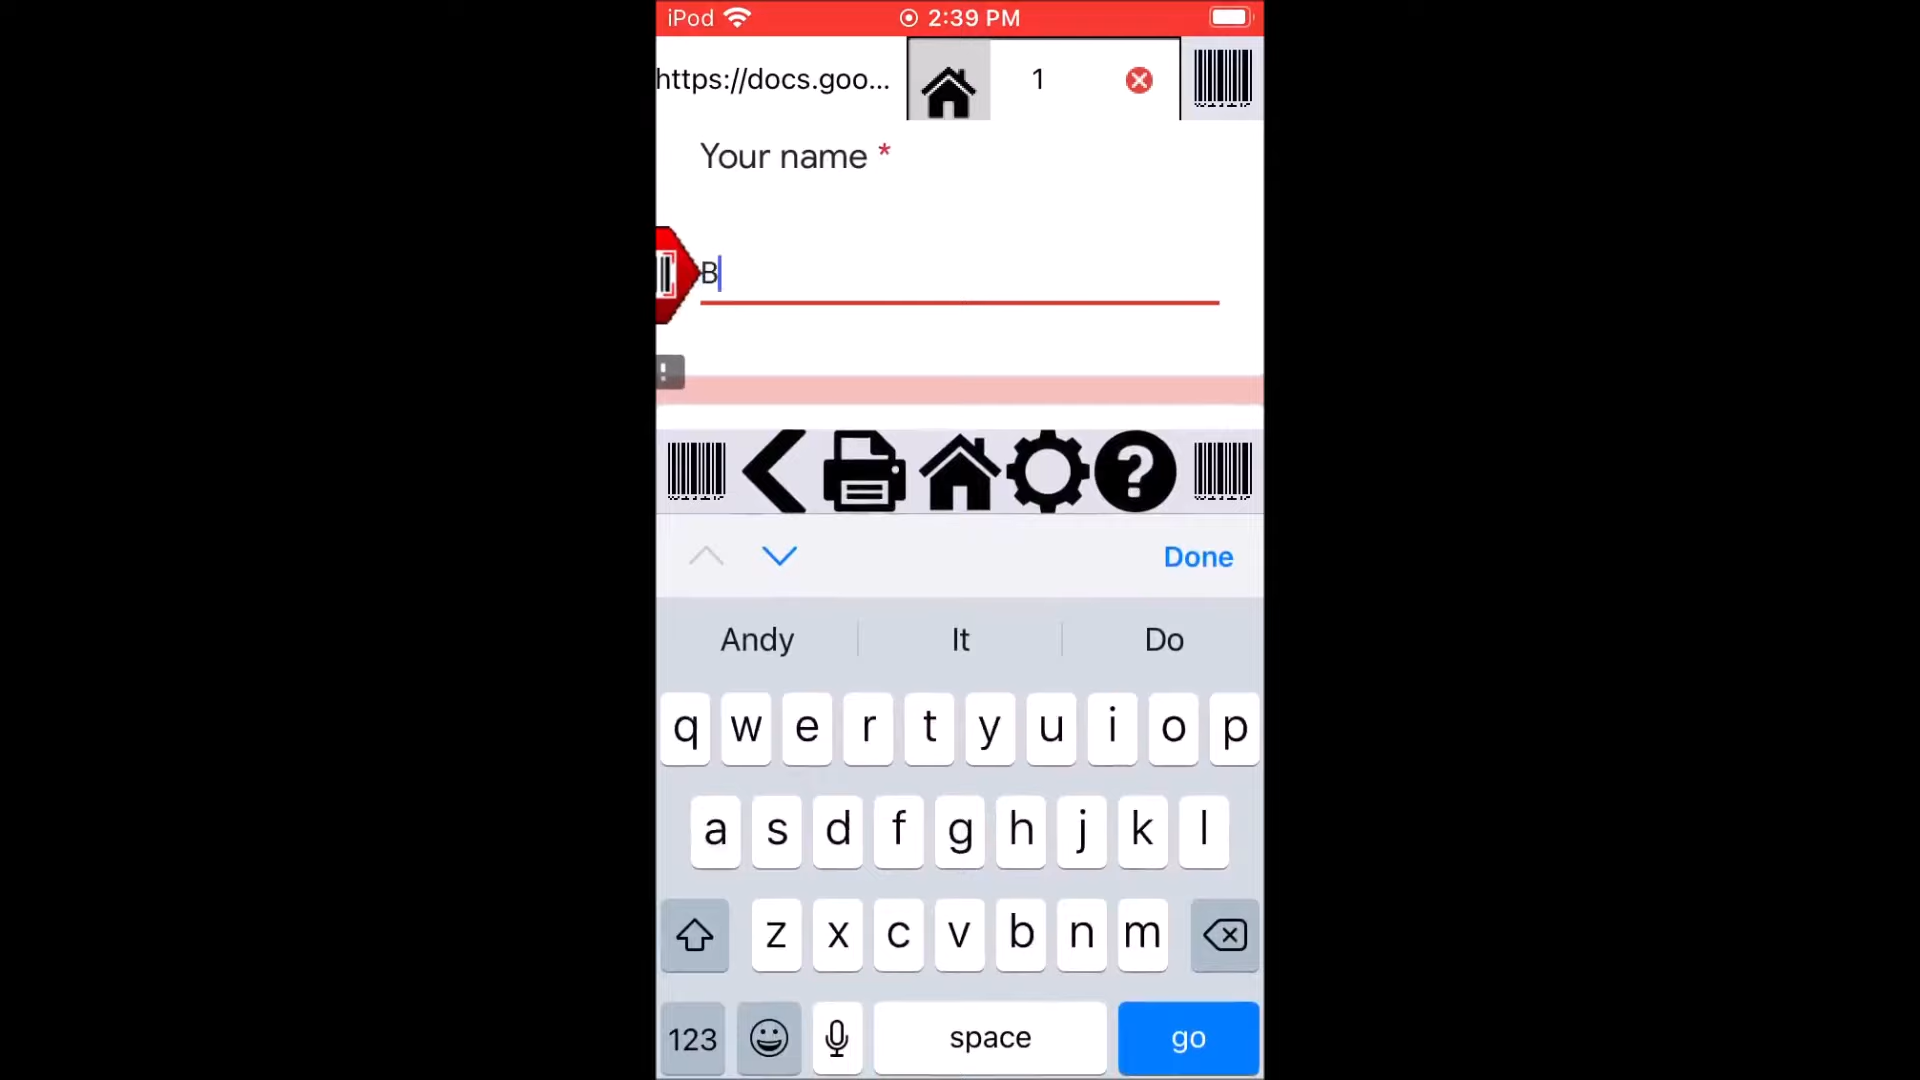 iPod 2:39 PM
https://docs.goo... 1
Your name *
B
Done
Andy It Do
q w e r t y u i o p
a s d f g h j k l
z x c v b n m
123 space go